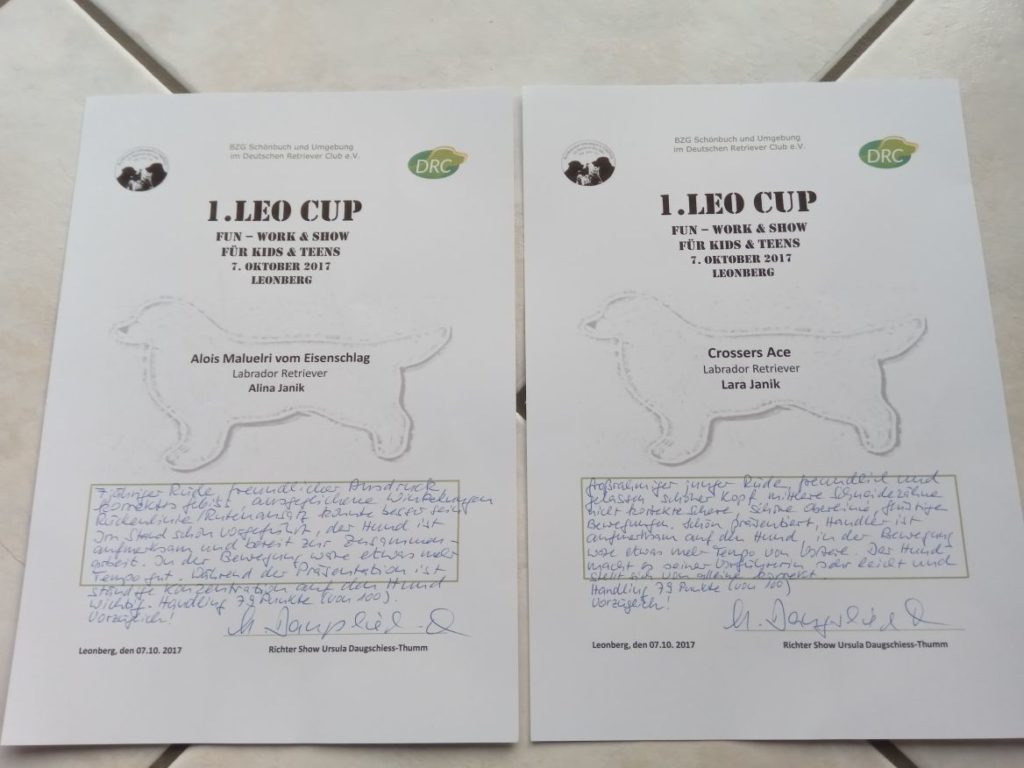 BZG Schönbuch und Umgebung
im Deutschen Retriever Club e.V.
DRC
1.LEO CUP
FUN – WORK & SHOW
FÜR KIDS & TEENS
7. OKTOBER 2017
LEONBERG
Alois Maluelri vom Eisenschlag
Labrador Retriever
Alina Janik
7 jähriger Rüde, freundlicher Ausdruck
korrektes Gebiss, ausgeglichene Winkelungen
Rückenlinie/Rutenansatz könnte besser sein.
Im Stand schön vorgeführt, der Hund ist
aufmerksam und bereit zur Zusammen-
arbeit. In der Bewegung wäre etwas mehr
Tempo gut. Während der Präsentation ist
ständige Konzentration auf den Hund
wichtig. Handling 79 Punkte (von 100).
Vorzüglich!
Leonberg, den 07.10.2017
Richter Show Ursula Daugschiess-Thumm
BZG Schönbuch und Umgebung
im Deutschen Retriever Club e.V.
DRC
1.LEO CUP
FUN – WORK & SHOW
FÜR KIDS & TEENS
7. OKTOBER 2017
LEONBERG
Crossers Ace
Labrador Retriever
Lara Janik
Großrahmiger junger Rüde, freundlich und
gelassen, schöner Kopf, mittlere Schneidezähne
nicht korrekte Schere, schöne Oberlinie,
Bewegungen. Schön präsentiert, Handler ist
aufmerksam auf den Hund, in der Bewegung
wäre etwas mehr Tempo von Vorteil. Der Hund
macht es seiner Vorführerin sehr leicht und
stellt sich von alleine korrekt.
Handling 79 Punkte (von 100)
Vorzüglich!
Leonberg, den 07.10.2017
Richter Show Ursula Daugschiess-Thumm